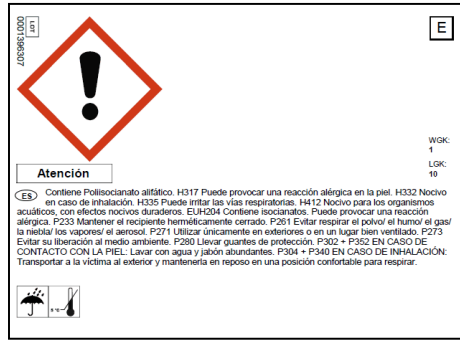 LOT
0001396307
E
WGK:
1
LGK:
10
Atención
ES Contiene Poliisocianato alifático. H317 Puede provocar una reacción alérgica en la piel. H332 Nocivo
en caso de inhalación. H335 Puede irritar las vías respiratorias. H412 Nocivo para los organismos
acuáticos, con efectos nocivos duraderos. EUH204 Contiene isocianatos. Puede provocar una reacción
alérgica. P233 Mantener el recipiente herméticamente cerrado. P261 Evitar respirar el polvo/ el humo/ el gas/
la niebla/ los vapores/ el aerosol. P271 Utilizar únicamente en exteriores o en un lugar bien ventilado. P273
Evitar su liberación al medio ambiente. P280 Llevar guantes de protección. P302 + P352 EN CASO DE
CONTACTO CON LA PIEL: Lavar con agua y jabón abundantes. P304 + P340 EN CASO DE INHALACIÓN:
Transportar a la víctima al exterior y mantenerla en reposo en una posición confortable para respirar.
5 °C